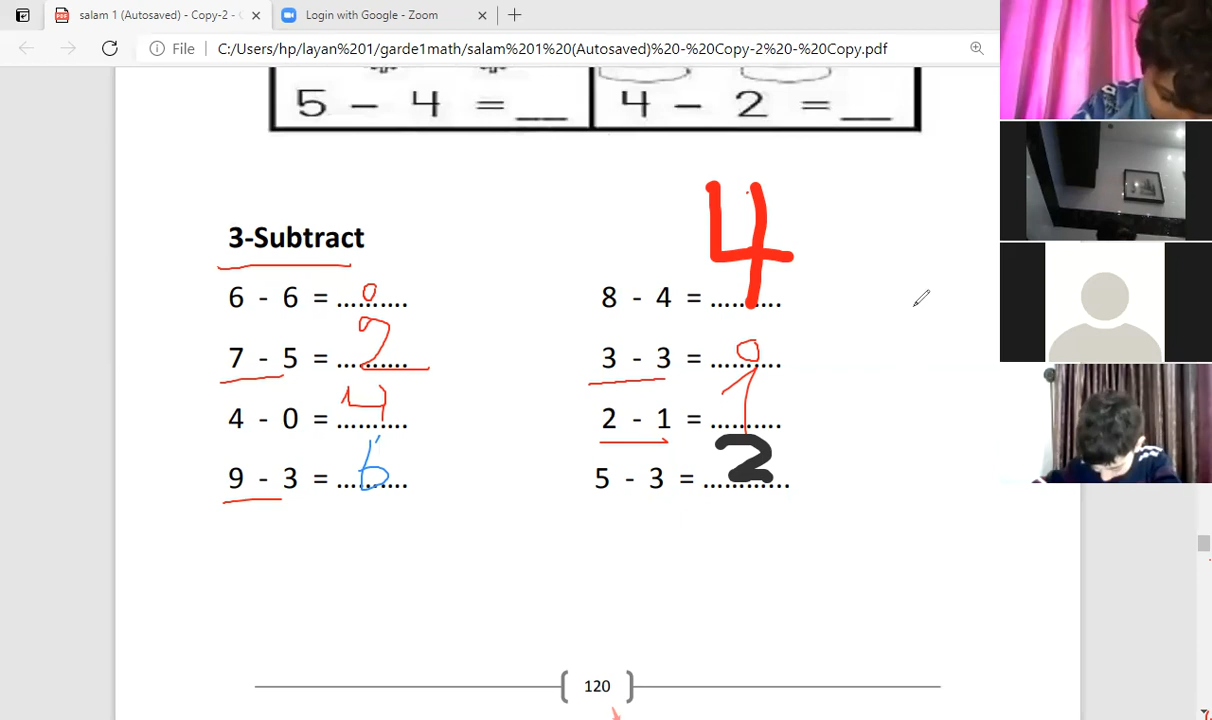 salam 1 (Autosaved) - Copy-2 - C
Login with Google - Zoom
File C:/Users/hp/layan%201/garde1math/salam%201%20(Autosaved)%20-%20Copy-2%20-%20Copy.pdf
5 - 4 = __ 4 - 2 = __
3-Subtract
6 - 6 = .......... 0
8 - 4 = .......... 4
7 - 5 = .......... 2
3 - 3 = .......... 0
4 - 0 = .......... 4
2 - 1 = .......... 1
9 - 3 = .......... 6
5 - 3 = ............ 2
120